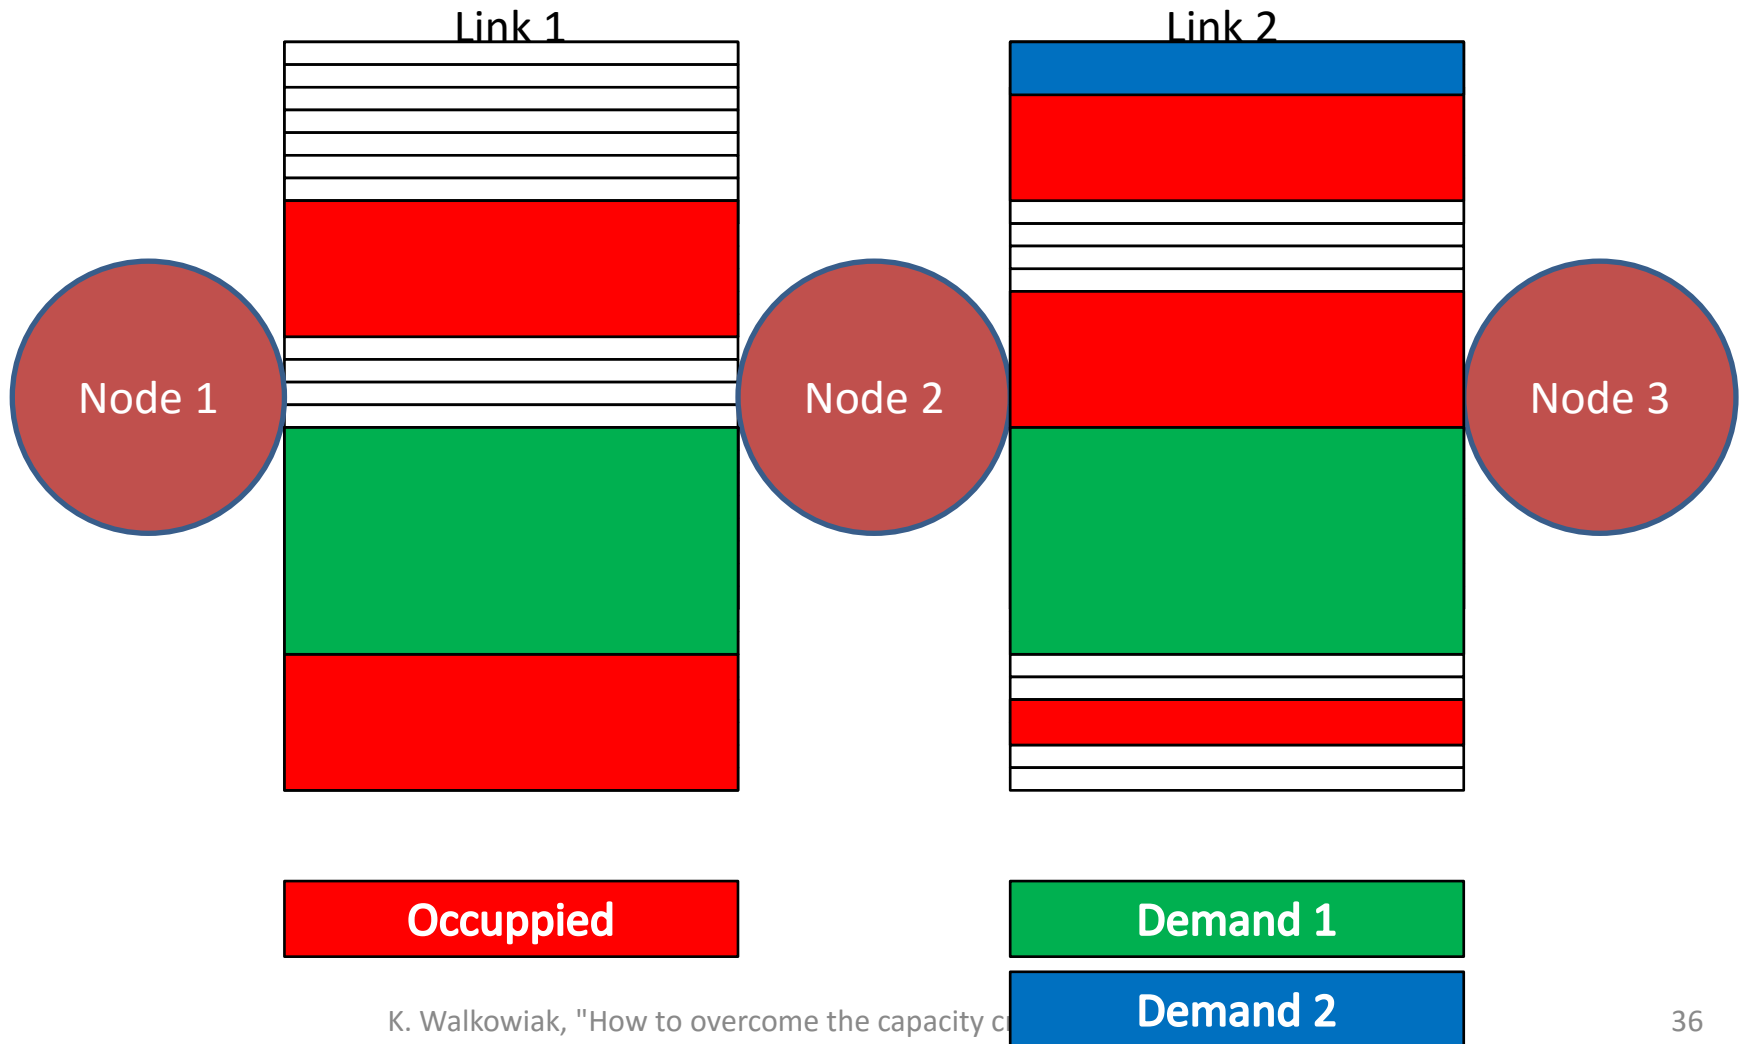 Link 1
Link 2
Node 1
Node 2
Node 3
Occuppied
Demand 1
Demand 2
K. Walkowiak, "How to overcome the capacity
36